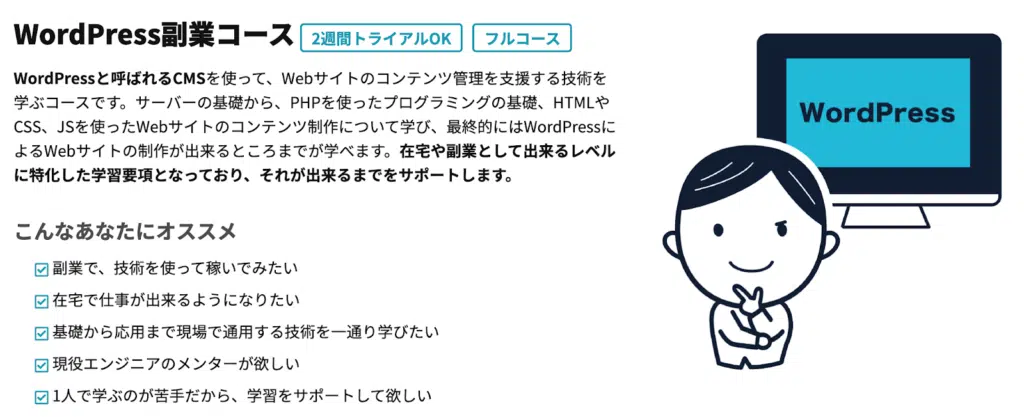 WordPress副業コース 2週間トライアルOK フルコース
WordPressと呼ばれるCMSを使って、Webサイトのコンテンツ管理を支援する技術を
学ぶコースです。サーバーの基礎から、PHPを使ったプログラミングの基礎、HTMLや
CSS、JSを使ったWebサイトのコンテンツ制作について学び、最終的にはWordPressに
よるWebサイトの制作が出来るところまでが学べます。在宅や副業として出来るレベル
に特化した学習要項となっており、それが出来るまでをサポートします。
WordPress
こんなあなたにオススメ
副業で、技術を使って稼いでみたい
在宅で仕事が出来るようになりたい
基礎から応用まで現場で通用する技術を一通り学びたい
現役エンジニアのメンターが欲しい
1人で学ぶのが苦手だから、学習をサポートして欲しい